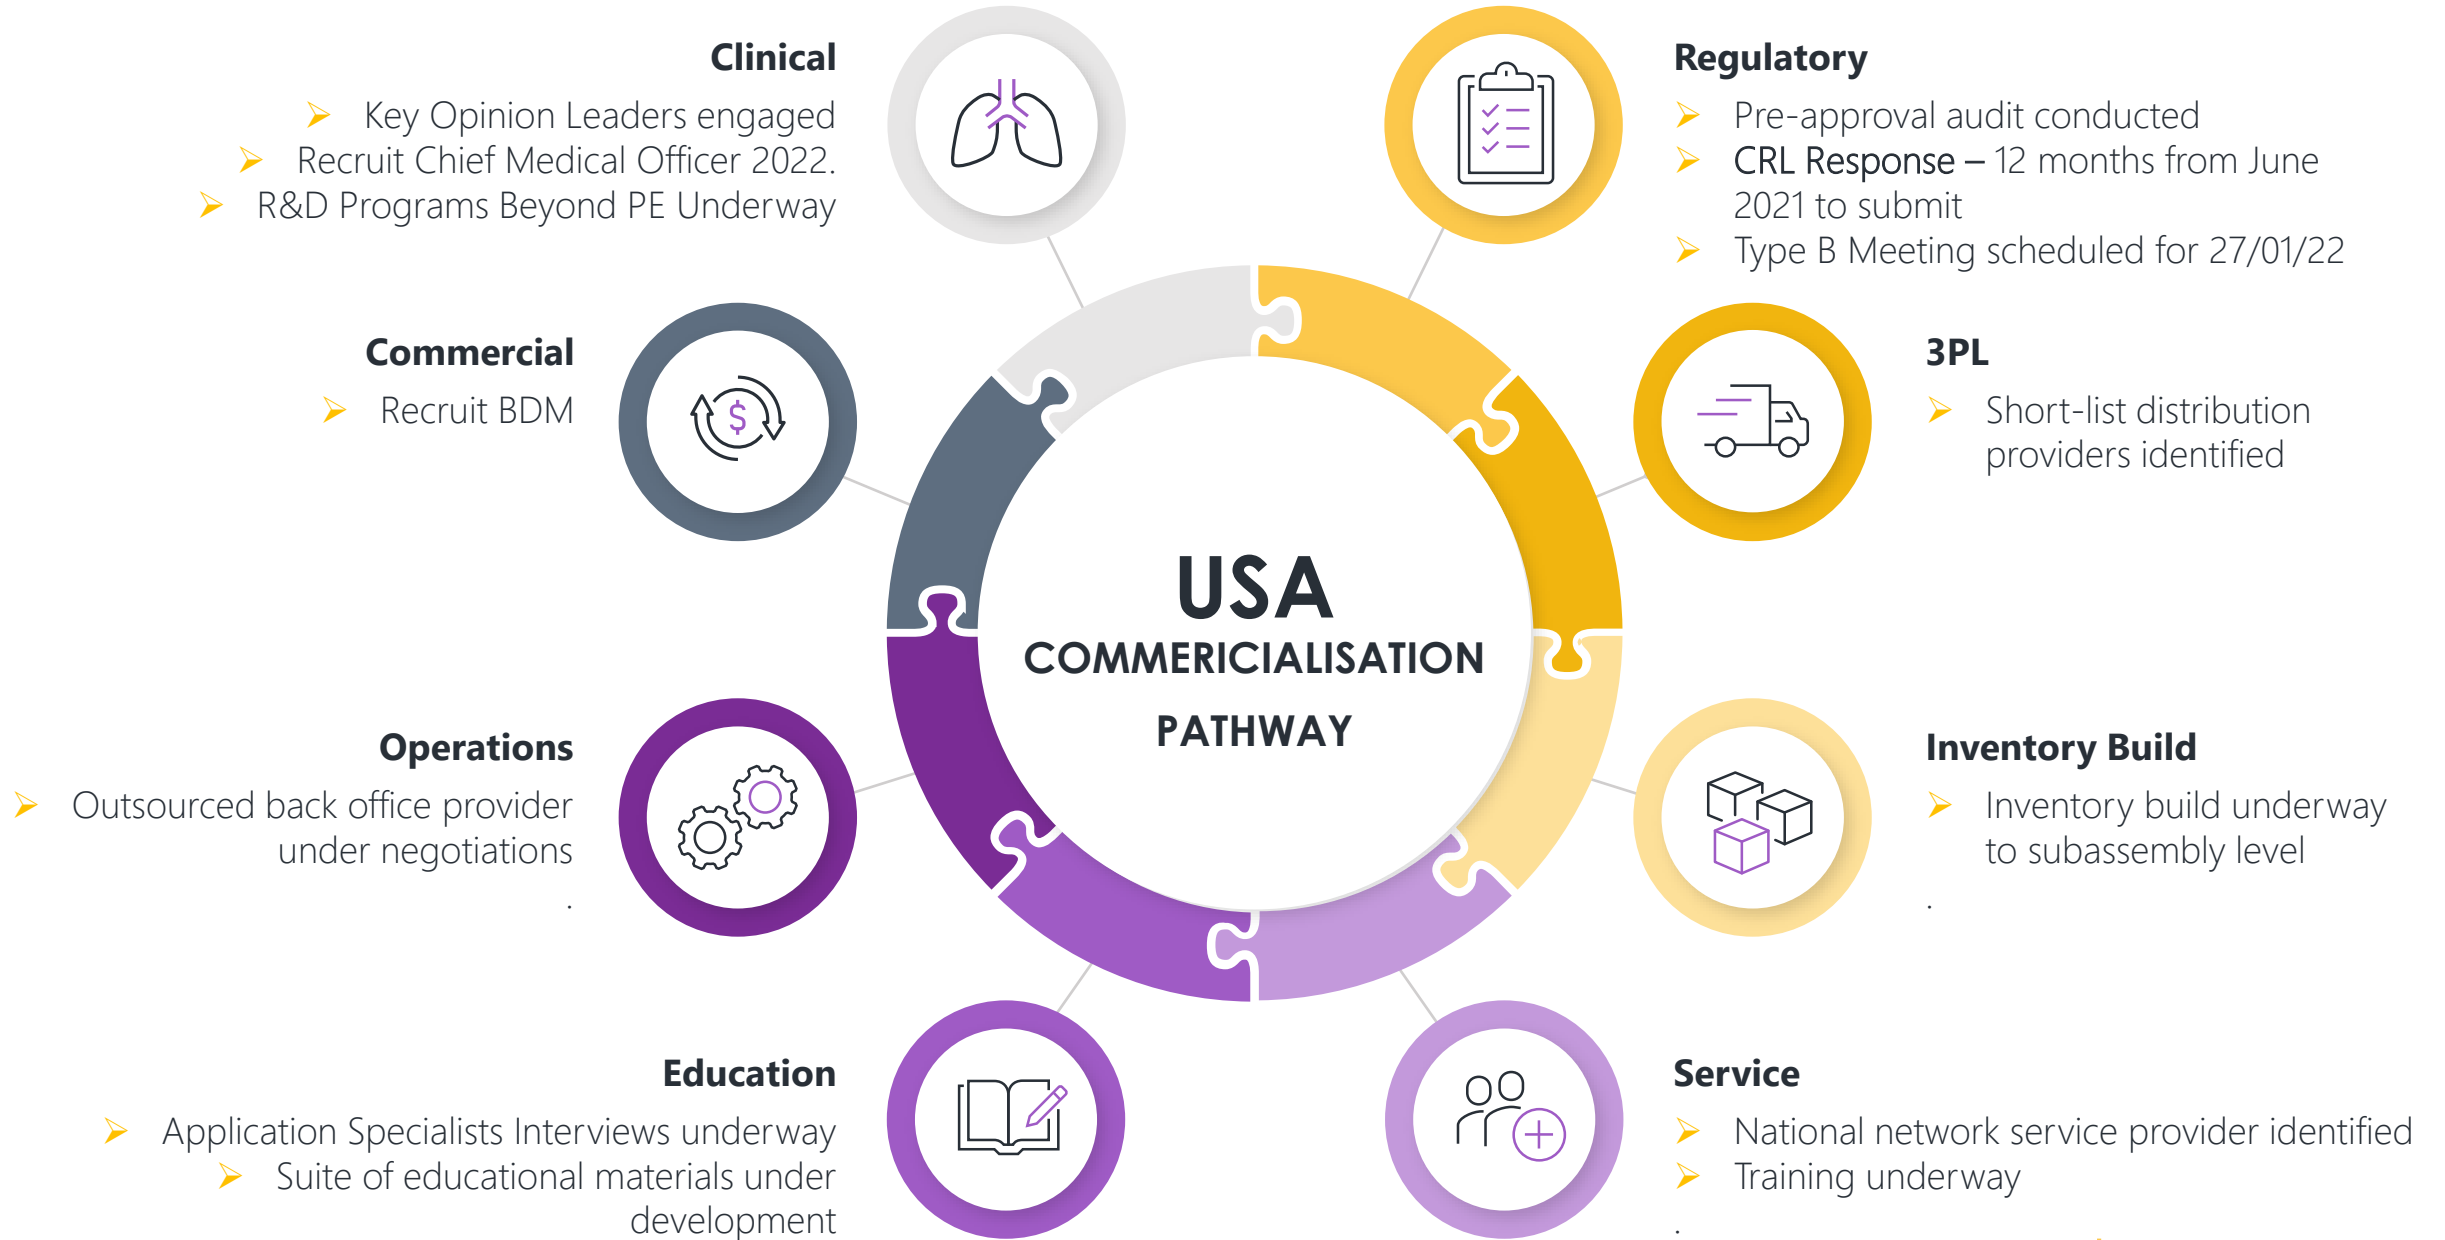 Clinical
➢ Key Opinion Leaders engaged
➢ Recruit Chief Medical Officer 2022.
➢ R&D Programs Beyond PE Underway
Regulatory
➢ Pre-approval audit conducted
➢ CRL Response – 12 months from June
2021 to submit
➢ Type B Meeting scheduled for 27/01/22
Commercial
➢ Recruit BDM
$
3PL
➢ Short-list distribution
providers identified
USA
COMMERICIALISATION
PATHWAY
Operations
➢ Outsourced back office provider
under negotiations
.
Inventory Build
➢ Inventory build underway
to subassembly level
.
Education
➢ Application Specialists Interviews underway
➢ Suite of educational materials under
development
Service
➢ National network service provider identified
➢ Training underway
.